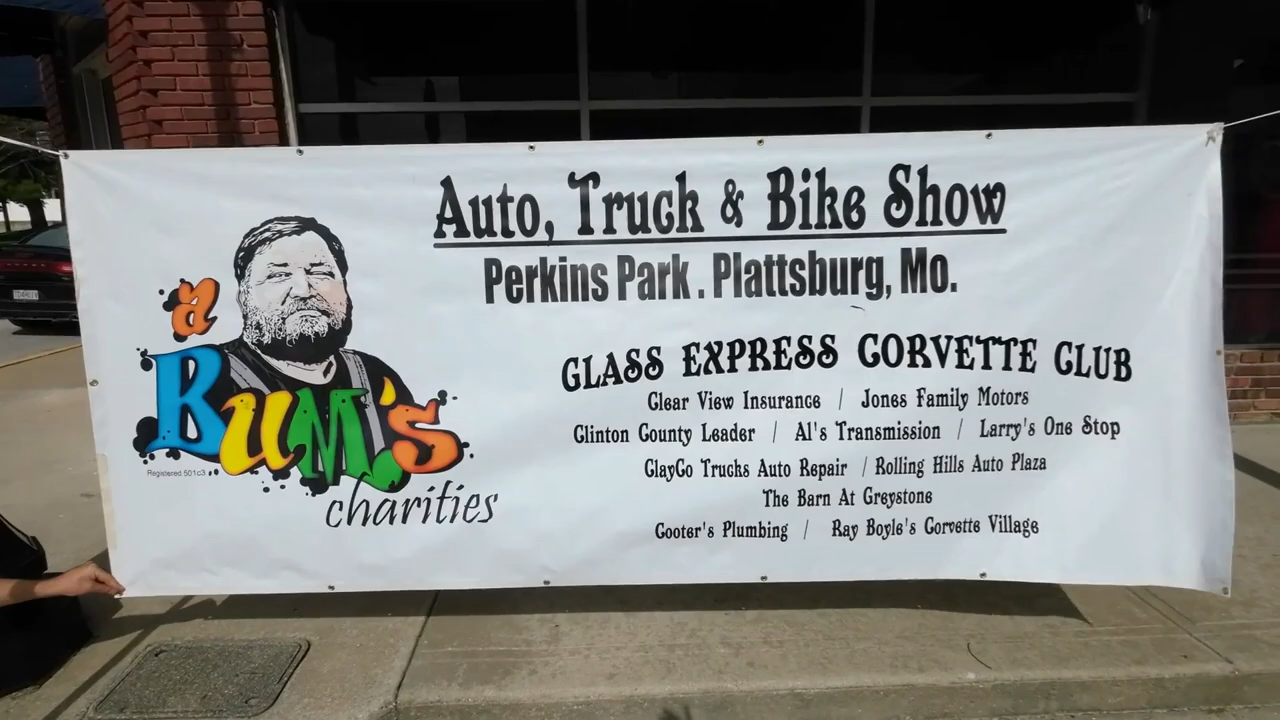 Auto, Truck & Bike Show
Perkins Park . Plattsburg, Mo.
a
BUM's
Registered 501c3
charities
GLASS EXPRESS CORVETTE CLUB
Clear View Insurance / Jones Family Motors
Clinton County Leader / Al's Transmission / Larry's One Stop
ClayCo Trucks Auto Repair / Rolling Hills Auto Plaza
The Barn At Greystone
Cooter's Plumbing / Ray Boyle's Corvette Village